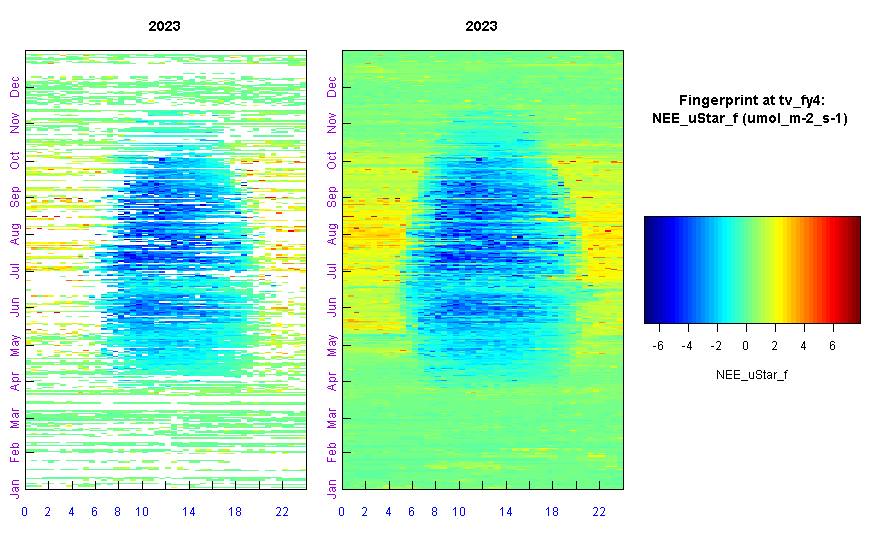 2023
2023
Fingerprint at tv_fy4:
NEE_uStar_f (umol_m-2_s-1)
Dec
Nov
Oct
Sep
Aug
Jul
Jun
May
Apr
Mar
Feb
Jan
Dec
Nov
Oct
Sep
Aug
Jul
Jun
May
Apr
Mar
Feb
Jan
-6 -4 -2 0 2 4 6
NEE_uStar_f
0 2 4 6 8 10 14 18 22
0 2 4 6 8 10 14 18 22